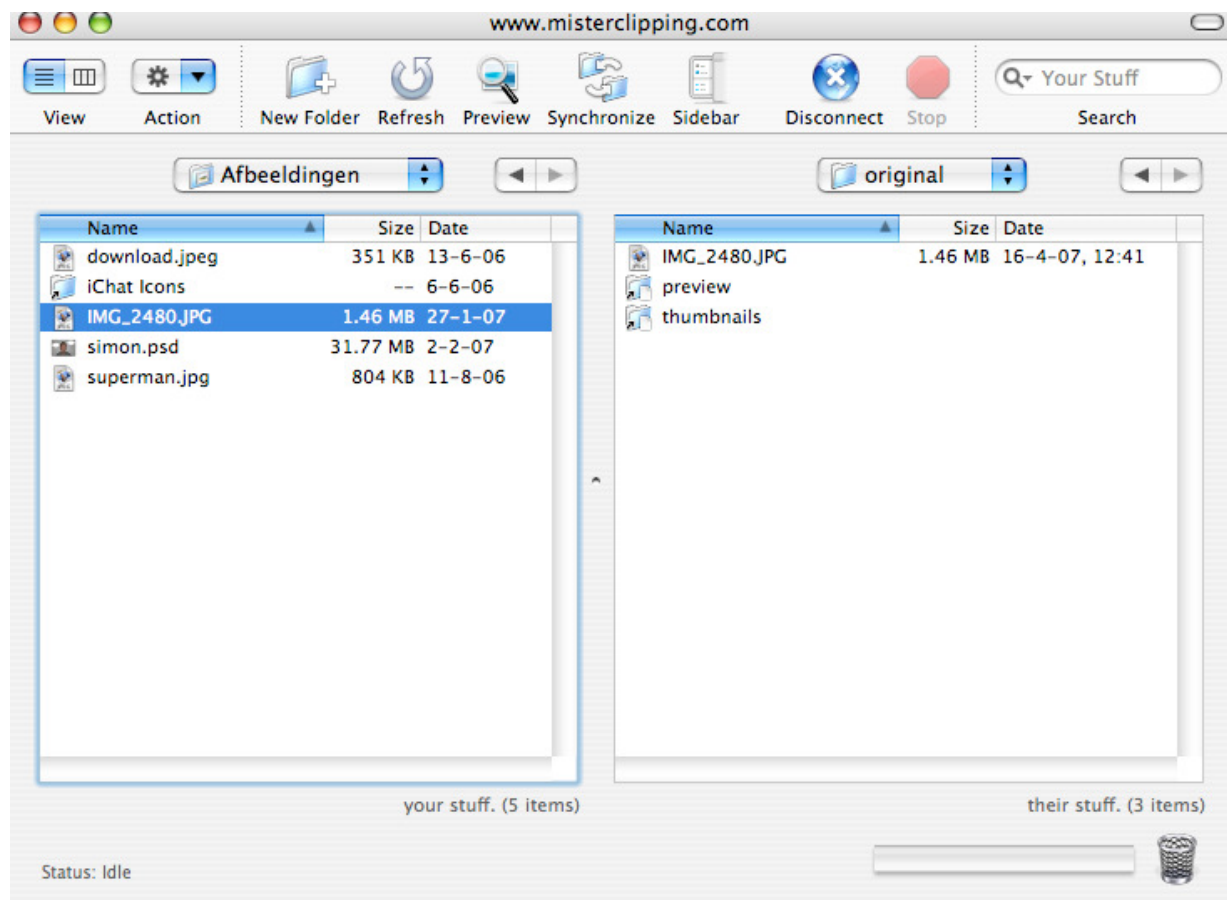 www.misterclipping.com
View Action New Folder Refresh Preview Synchronize Sidebar Disconnect Stop Your Stuff Search
Afbeeldingen
original
Name Size Date
download.jpeg 351 KB 13-6-06
iChat Icons -- 6-6-06
IMG_2480.JPG 1.46 MB 27-1-07
simon.psd 31.77 MB 2-2-07
superman.jpg 804 KB 11-8-06
your stuff. (5 items)
Name Size Date
IMG_2480.JPG 1.46 MB 16-4-07, 12:41
preview
thumbnails
their stuff. (3 items)
Status: Idle